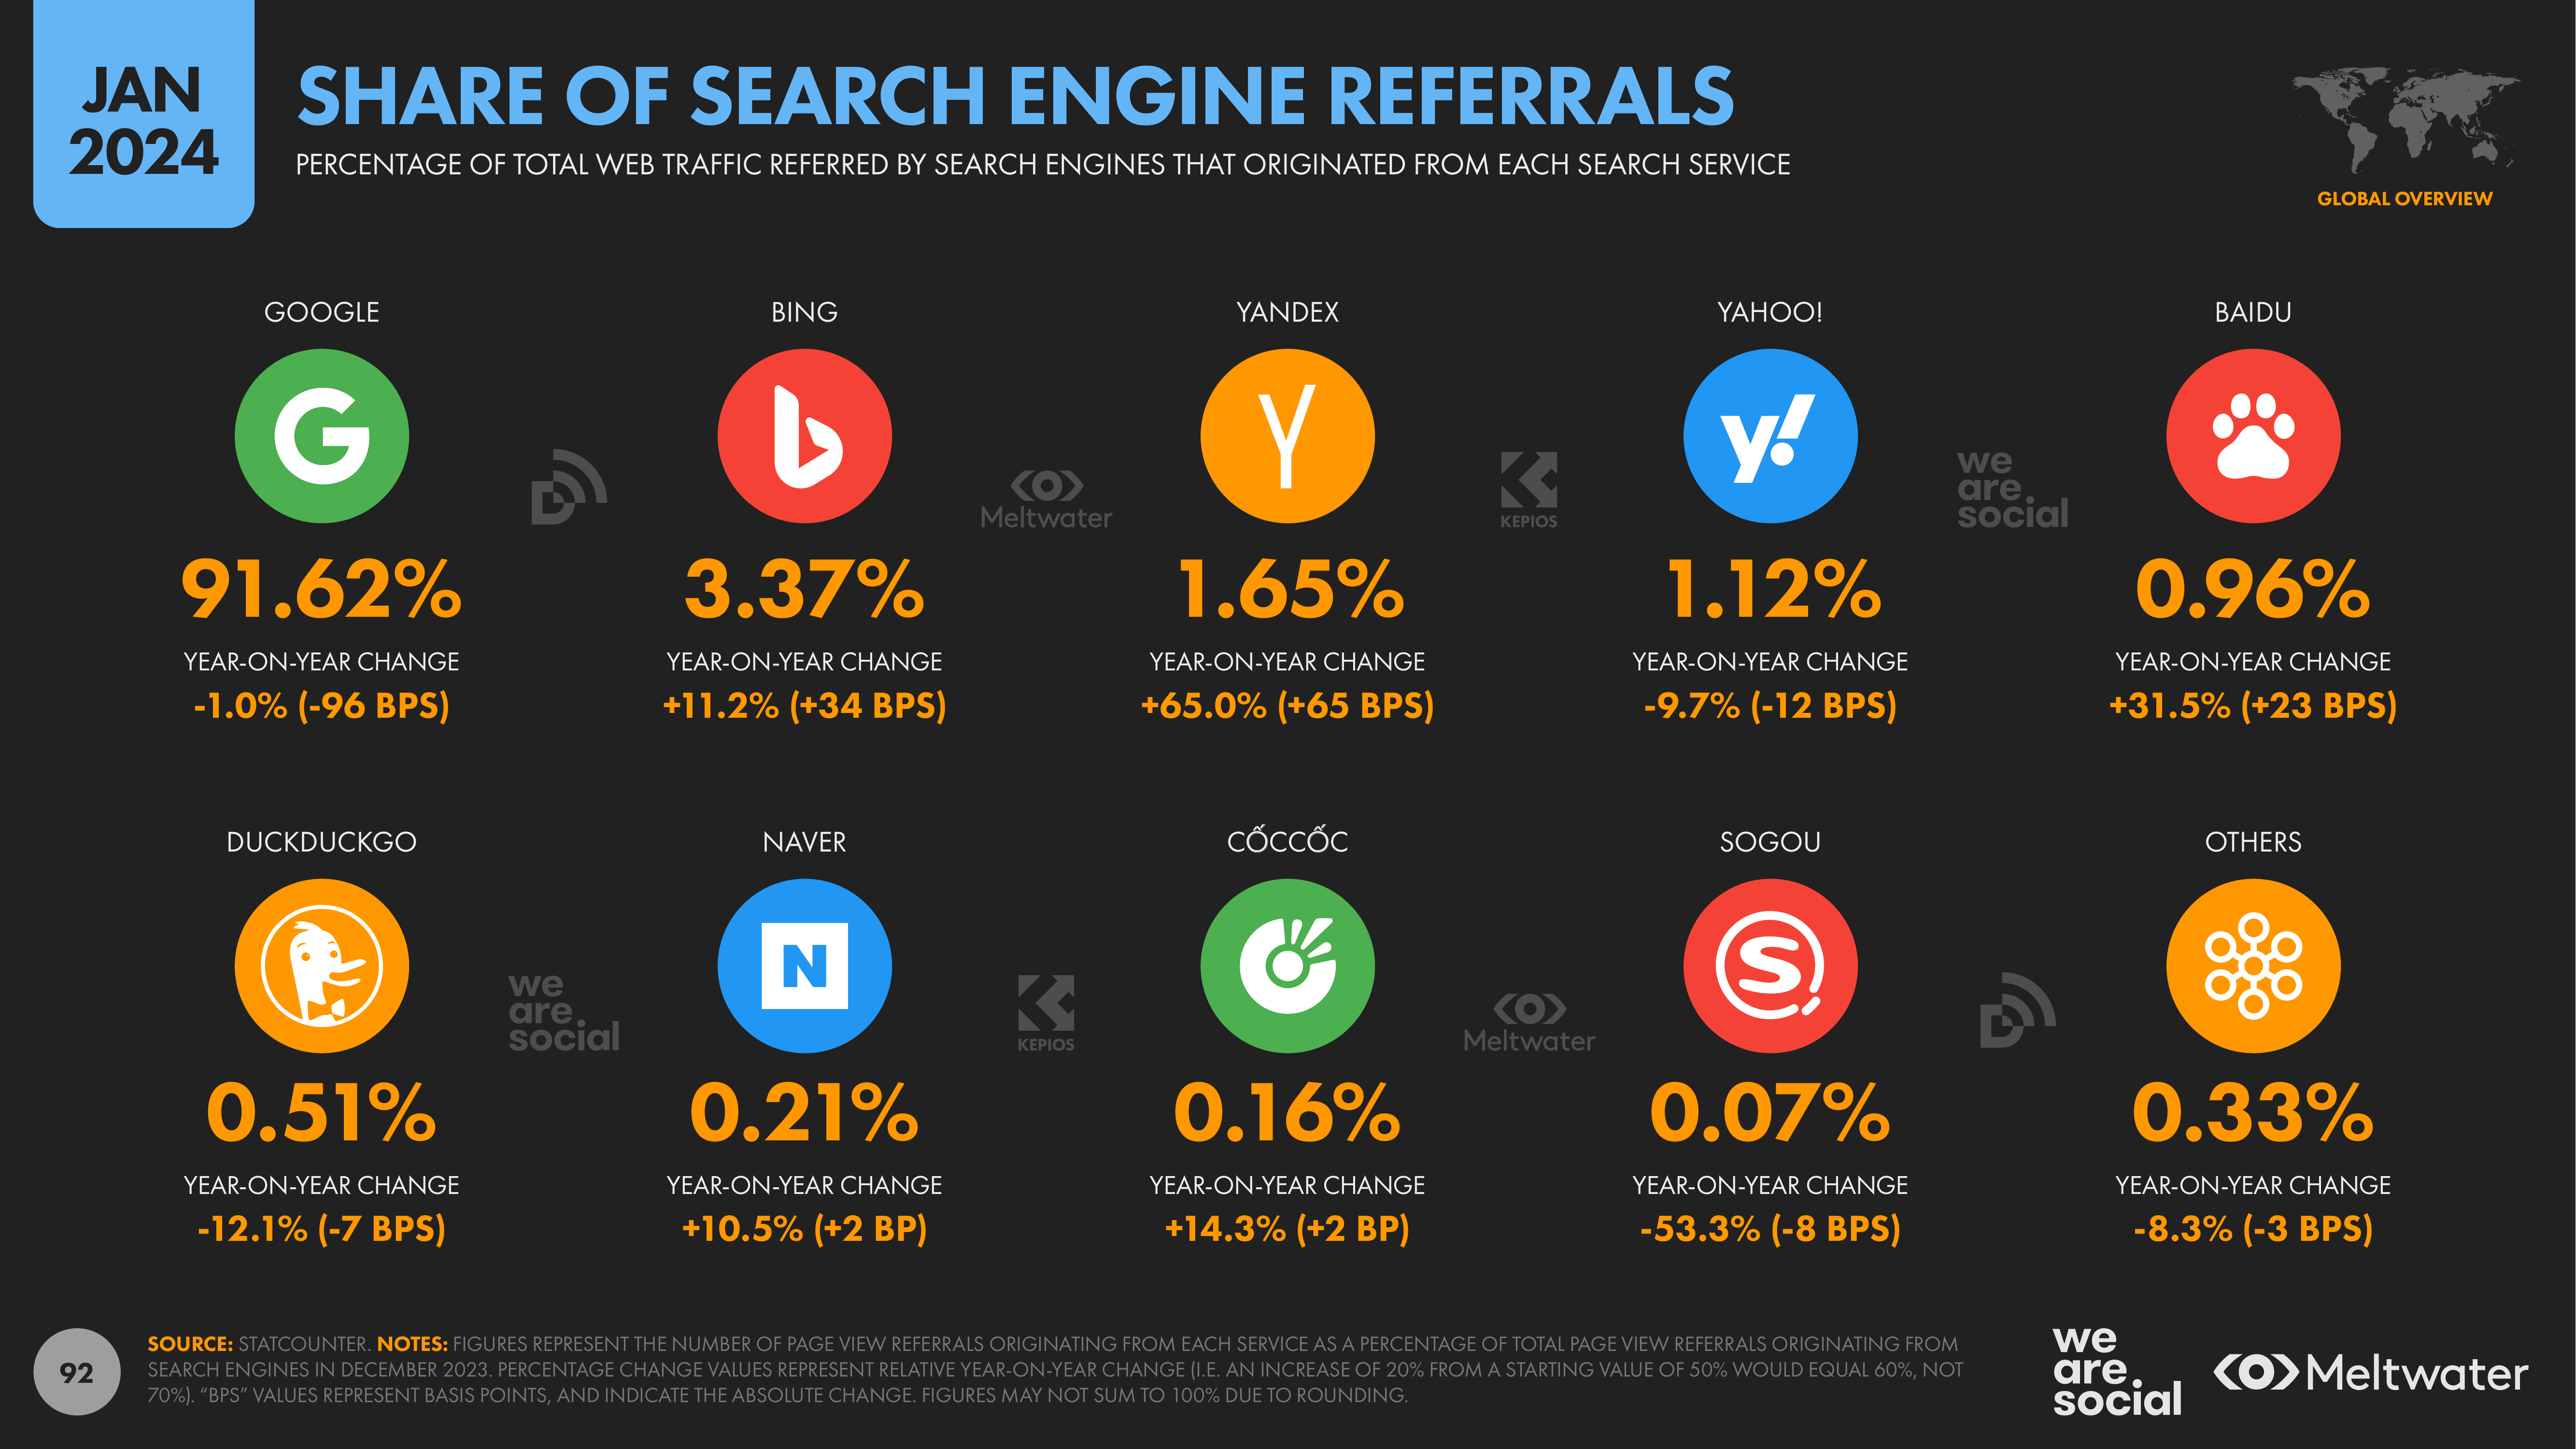 JAN
2024
SHARE OF SEARCH ENGINE REFERRALS
PERCENTAGE OF TOTAL WEB TRAFFIC REFERRED BY SEARCH ENGINES THAT ORIGINATED FROM EACH SEARCH SERVICE
GLOBAL OVERVIEW
GOOGLE
91.62%
YEAR-ON-YEAR CHANGE
-1.0% (-96 BPS)
BING
3.37%
YEAR-ON-YEAR CHANGE
+11.2% (+34 BPS)
YANDEX
1.65%
YEAR-ON-YEAR CHANGE
+65.0% (+65 BPS)
YAHOO!
1.12%
YEAR-ON-YEAR CHANGE
-9.7% (-12 BPS)
BAIDU
0.96%
YEAR-ON-YEAR CHANGE
+31.5% (+23 BPS)
Meltwater
KEPIOS
we
are
social
DUCKDUCKGO
0.51%
YEAR-ON-YEAR CHANGE
-12.1% (-7 BPS)
NAVER
N
0.21%
YEAR-ON-YEAR CHANGE
+10.5% (+2 BP)
CỐCCỐC
0.16%
YEAR-ON-YEAR CHANGE
+14.3% (+2 BP)
SOGOU
S
0.07%
YEAR-ON-YEAR CHANGE
-53.3% (-8 BPS)
OTHERS
0.33%
YEAR-ON-YEAR CHANGE
-8.3% (-3 BPS)
we
are
social
KEPIOS
Meltwater
92
SOURCE: STATCOUNTER. NOTES: FIGURES REPRESENT THE NUMBER OF PAGE VIEW REFERRALS ORIGINATING FROM EACH SERVICE AS A PERCENTAGE OF TOTAL PAGE VIEW REFERRALS ORIGINATING FROM
SEARCH ENGINES IN DECEMBER 2023. PERCENTAGE CHANGE VALUES REPRESENT RELATIVE YEAR-ON-YEAR CHANGE (I.E. AN INCREASE OF 20% FROM A STARTING VALUE OF 50% WOULD EQUAL 60%, NOT
70%). “BPS” VALUES REPRESENT BASIS POINTS, AND INDICATE THE ABSOLUTE CHANGE. FIGURES MAY NOT SUM TO 100% DUE TO ROUNDING.
we
are
social
Meltwater